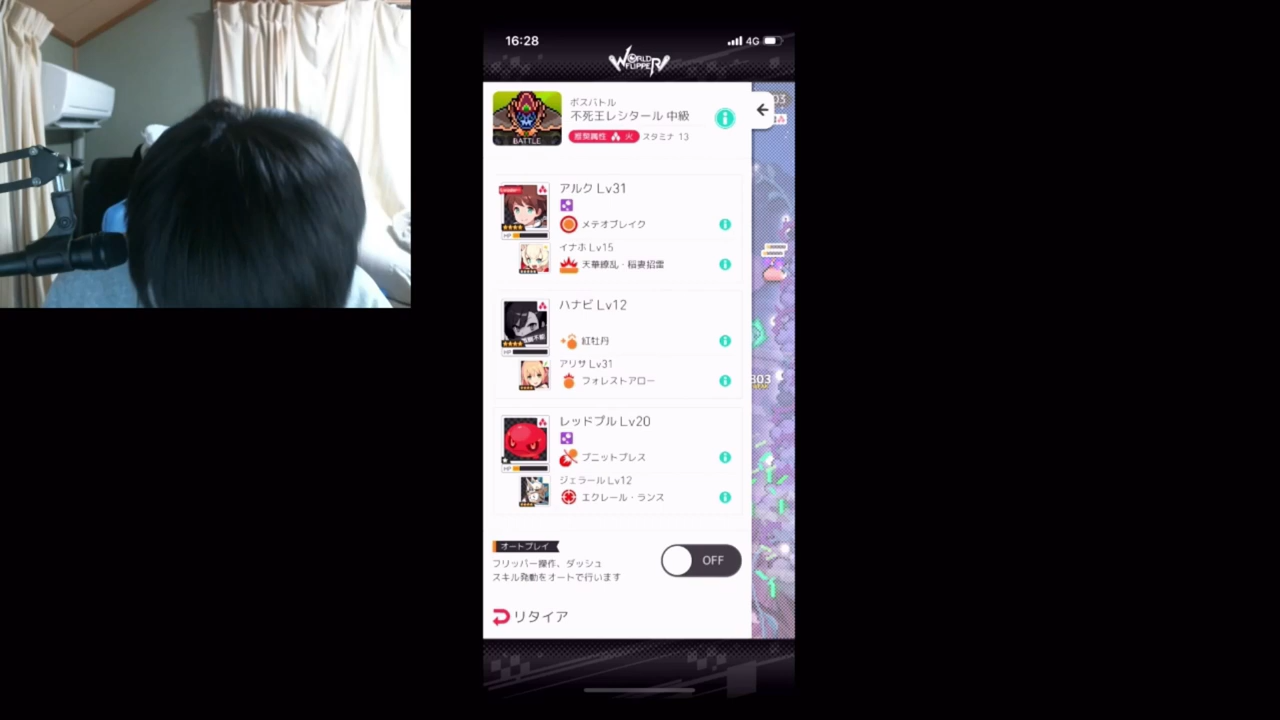 16:28
4G
WORLD FLIPPER
ボスバトル
不死王レシタール 中級
BATTLE
推奨属性 火 スタミナ 13
アルク Lv31
メテオブレイク
HP
イナホ Lv15
天華繚乱・稲妻招雷
ハナビ Lv12
紅牡丹
HP
アリサ Lv31
フォレストアロー
303
レッドプル Lv20
プニットプレス
HP
ジェラール Lv12
エクレール・ランス
オートプレイ
フリッパー操作、ダッシュ
スキル発動をオートで行います
OFF
リタイア